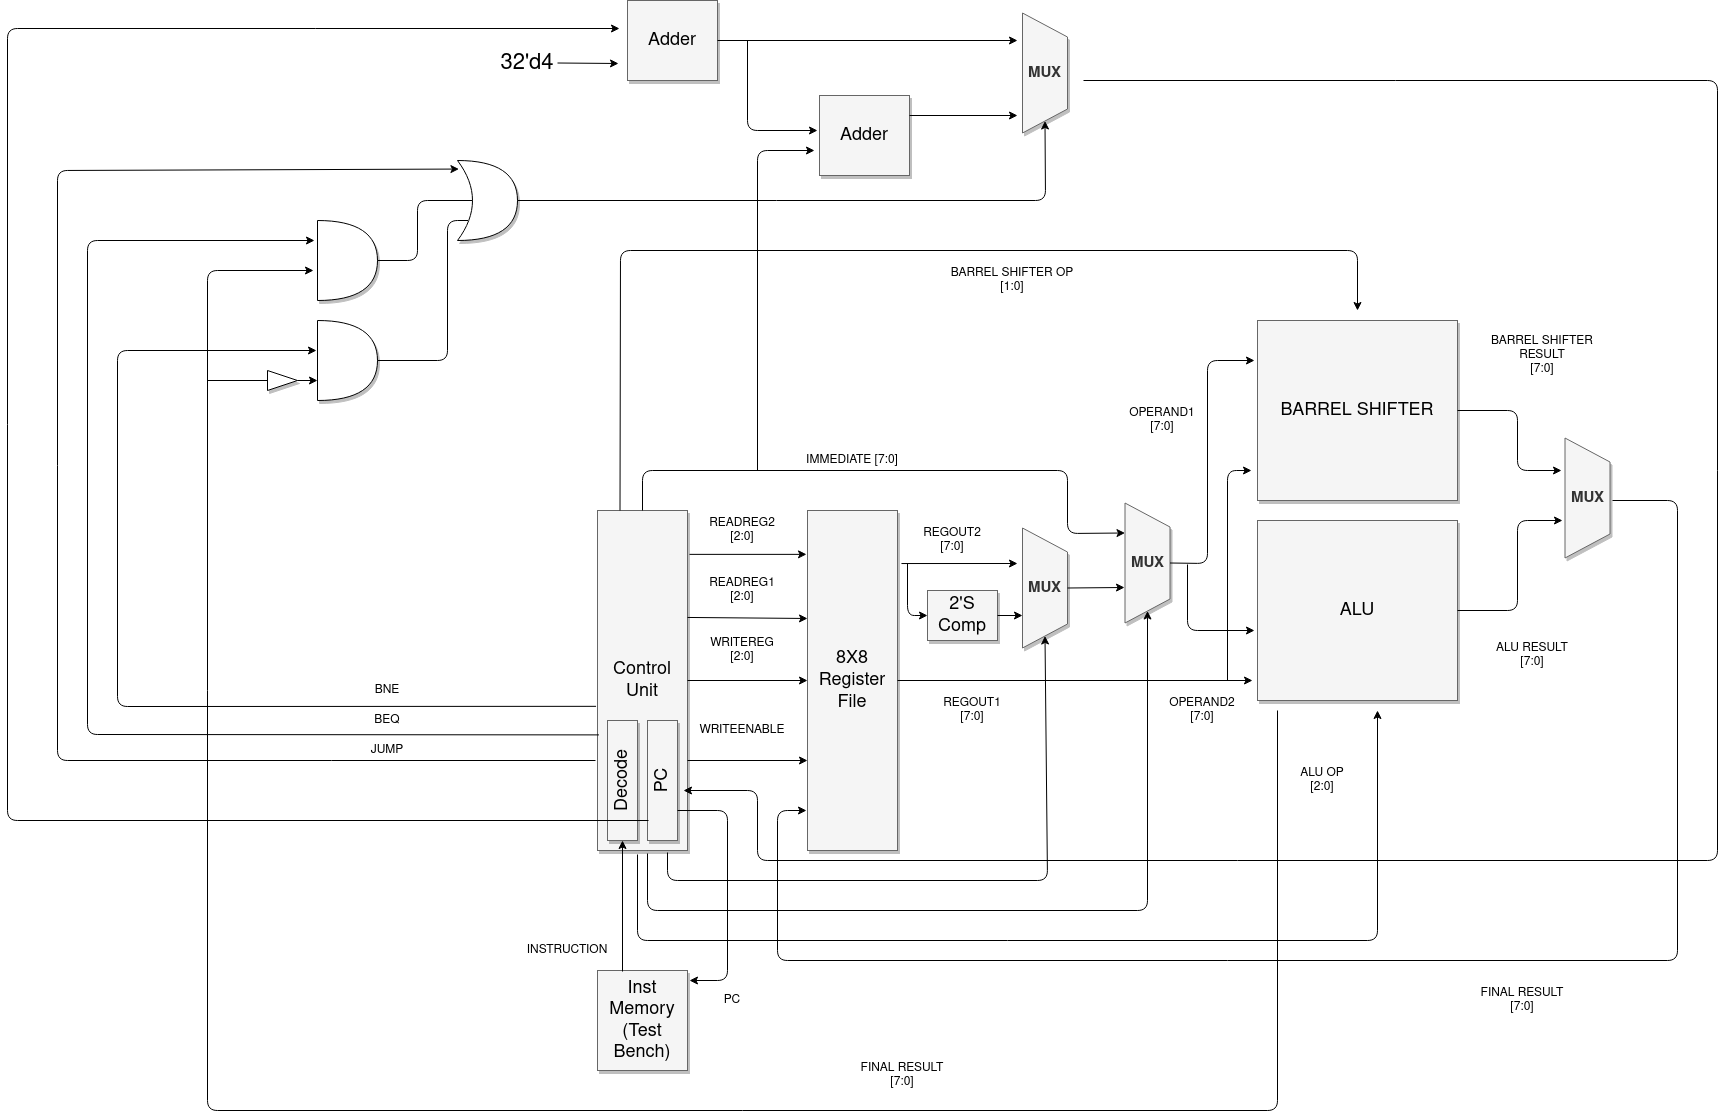 Adder
32'd4
MUX
Adder
BARREL SHIFTER OP
[1:0]
BARREL SHIFTER
RESULT
[7:0]
OPERAND1
[7:0]
BARREL SHIFTER
IMMEDIATE [7:0]
MUX
READREG2
[2:0]
REGOUT2
[7:0]
MUX
READREG1
[2:0]
MUX
2'S
Comp
ALU
WRITEREG
[2:0]
ALU RESULT
[7:0]
Control
Unit
8X8
Register
File
BNE
REGOUT1
[7:0]
OPERAND2
[7:0]
BEQ
WRITEENABLE
JUMP
Decode
PC
ALU OP
[2:0]
INSTRUCTION
Inst
Memory
(Test
Bench)
PC
FINAL RESULT
[7:0]
FINAL RESULT
[7:0]